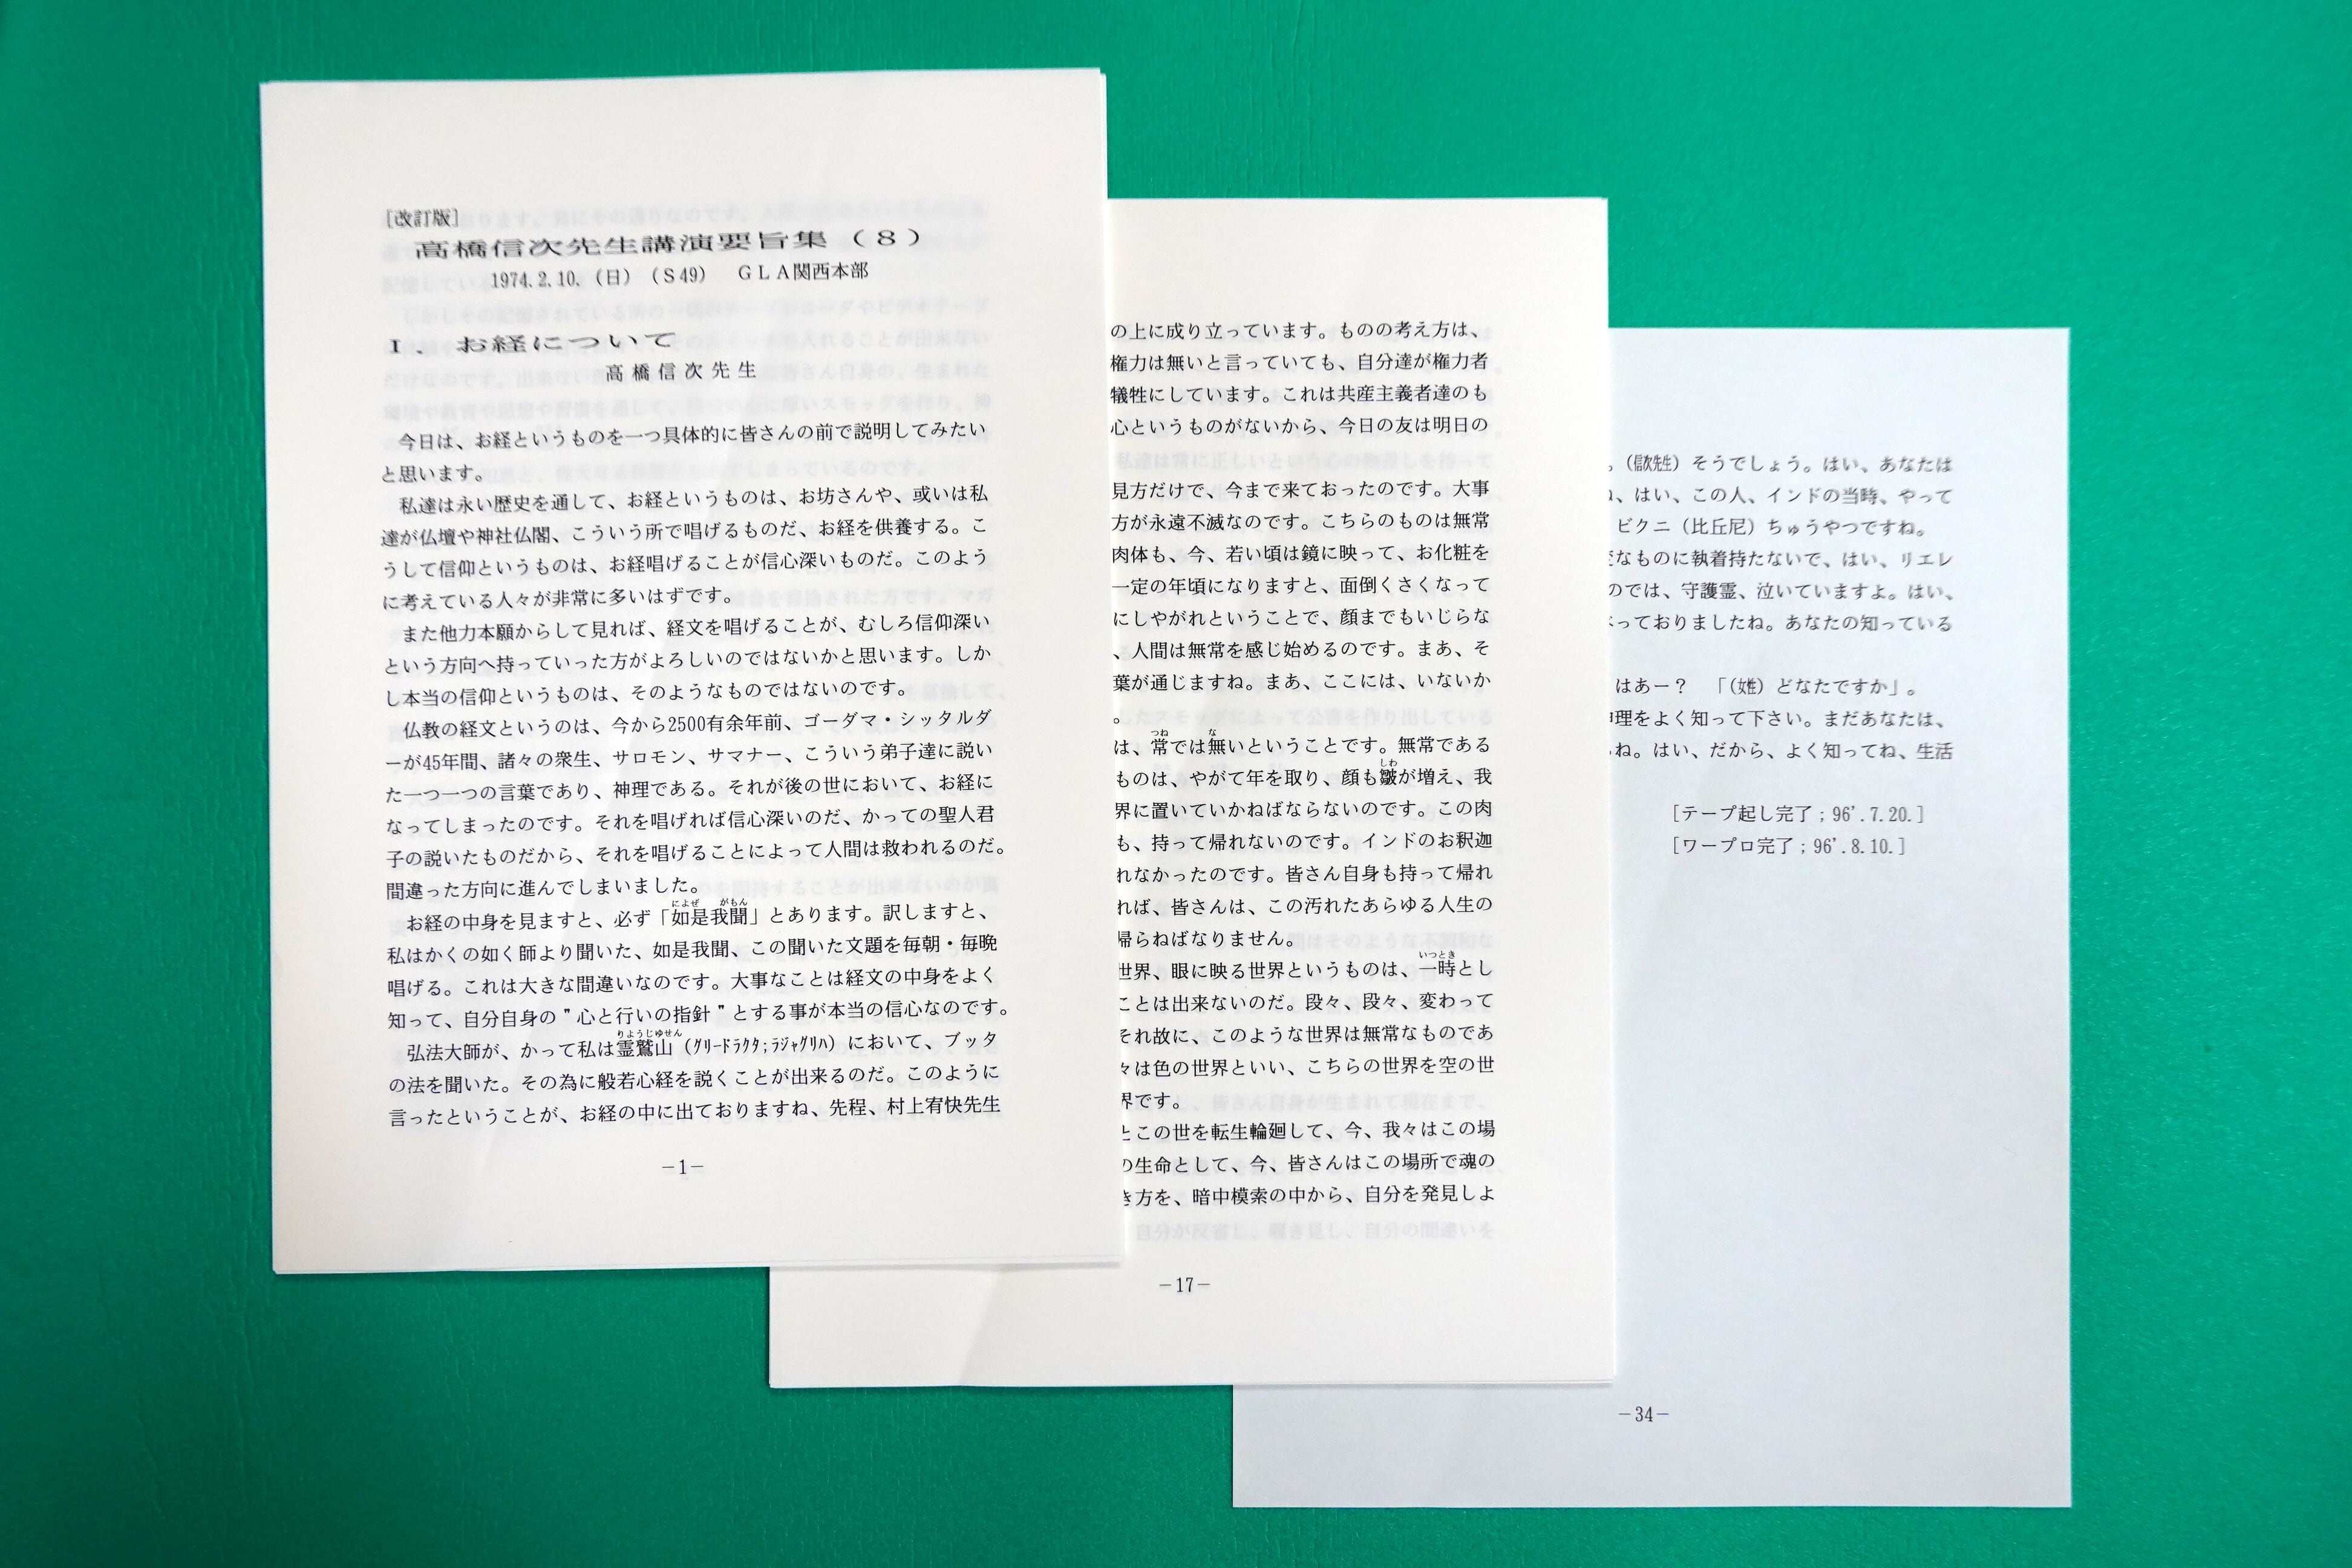 [改訂版]
高橋信次先生講演要旨集（８）
1974.2.10.（日）（Ｓ49）　ＧＬＡ関西本部
Ｉ．お経について
高橋信次先生
今日は、お経というものを一つ具体的に皆さんの前で説明してみたい
と思います。
私達は永い歴史を通して、お経というものは、お坊さんや、或いは私
達が仏壇や神社仏閣、こういう所で唱げるものだ、お経を供養する。こ
うして信仰というものは、お経唱げることが信心深いものだ。このよう
に考えている人々が非常に多いはずです。
また他力本願からして見れば、経文を唱げることが、むしろ信仰深い
という方向へ持っていった方がよろしいのではないかと思います。しか
し本当の信仰というものは、そのようなものではないのです。
仏教の経文というのは、今から2500有余年前、ゴーダマ・シッタルダ
ーが45年間、諸々の衆生、サロモン、サマナー、こういう弟子達に説い
た一つ一つの言葉であり、神理である。それが後の世において、お経に
なってしまったのです。それを唱げれば信心深いのだ、かっての聖人君
子の説いたものだから、それを唱げることによって人間は救われるのだ。
間違った方向に進んでしまいました。
にょぜ　がもん
お経の中身を見ますと、必ず「如是我聞」とあります。訳しますと、
私はかくの如く師より聞いた、如是我聞、この聞いた文題を毎朝・毎晩
唱げる。これは大きな間違いなのです。大事なことは経文の中身をよく
知って、自分自身の＂心と行いの指針＂とする事が本当の信心なのです。
りょうじゅせん
弘法大師が、かって私は霊鷲山（ｸﾞﾘｰﾄﾞﾗｸﾀ;ﾗｼﾞｬｸﾞﾘﾊ）において、ブッタ
の法を聞いた。その為に般若心経を説くことが出来るのだ。このように
言ったということが、お経の中に出ておりますね、先程、村上宥快先生
－1－
の上に成り立っています。ものの考え方は、
権力は無いと言っていても、自分達が権力者
犠牲にしています。これは共産主義者達のも
心というものがないから、今日の友は明日の
見方だけで、今まで来ておったのです。大事
方が永遠不滅なのです。こちらのものは無常
肉体も、今、若い頃は鏡に映って、お化粧を
一定の年頃になりますと、面倒くさくなって
にしやがれということで、顔までもいじらな
、人間は無常を感じ始めるのです。まあ、そ
葉が通じますね。まあ、ここには、いないか
。
つね　な
は、常では無いということです。無常である
しわ
ものは、やがて年を取り、顔も皺が増え、我
界に置いていかねばならないのです。この肉
も、持って帰れないのです。インドのお釈迦
れなかったのです。皆さん自身も持って帰れ
れば、皆さんは、この汚れたあらゆる人生の
帰らねばなりません。
いっとき
世界、眼に映る世界というものは、一時とし
ことは出来ないのだ。段々、段々、変わって
それ故に、このような世界は無常なものであ
々は色の世界といい、こちらの世界を空の世
界です。
とこの世を転生輪廻して、今、我々はこの場
の生命として、今、皆さんはこの場所で魂の
き方を、暗中模索の中から、自分を発見しよ
－17－
そうでしょう。はい、あなたは
、はい、この人、インドの当時、やって
ビクニ（比丘尼）ちゅうやつですね。
なものに執着持たないで、はい、リエレ
のでは、守護霊、泣いていますよ。はい、
っておりましたね。あなたの知っている
はあー？　「（姓）どなたですか」。
理をよく知って下さい。まだあなたは、
ね。はい、だから、よく知ってね、生活
[テープ起し完了；96'.7.20.]
[ワープロ完了；96'.8.10.]
－34－